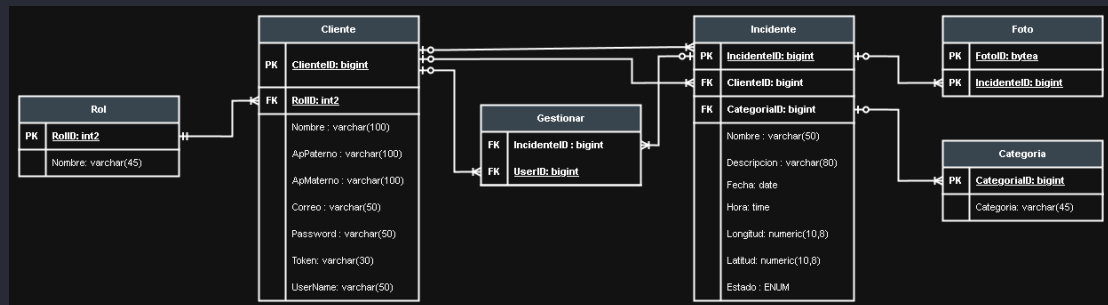 Rol
PK RolID: int2
Nombre: varchar(45)
Cliente
PK ClienteID: bigint
FK RolID: int2
Nombre : varchar(100)
ApPaterno : varchar(100)
ApMaterno : varchar(100)
Correo : varchar(50)
Password : varchar(50)
Token: varchar(30)
UserName: varchar(50)
Gestionar
FK IncidenteID : bigint
FK UserID: bigint
Incidente
PK IncidenteID: bigint
FK ClienteID: bigint
FK CategoriaID: bigint
Nombre : varchar(50)
Descripcion : varchar(80)
Fecha: date
Hora: time
Longitud: numeric(10,8)
Latitud: numeric(10,8)
Estado : ENUM
Foto
PK FotoID: bytea
FK IncidenteID: bigint
Categoria
PK CategoriaID: bigint
Categoria: varchar(45)